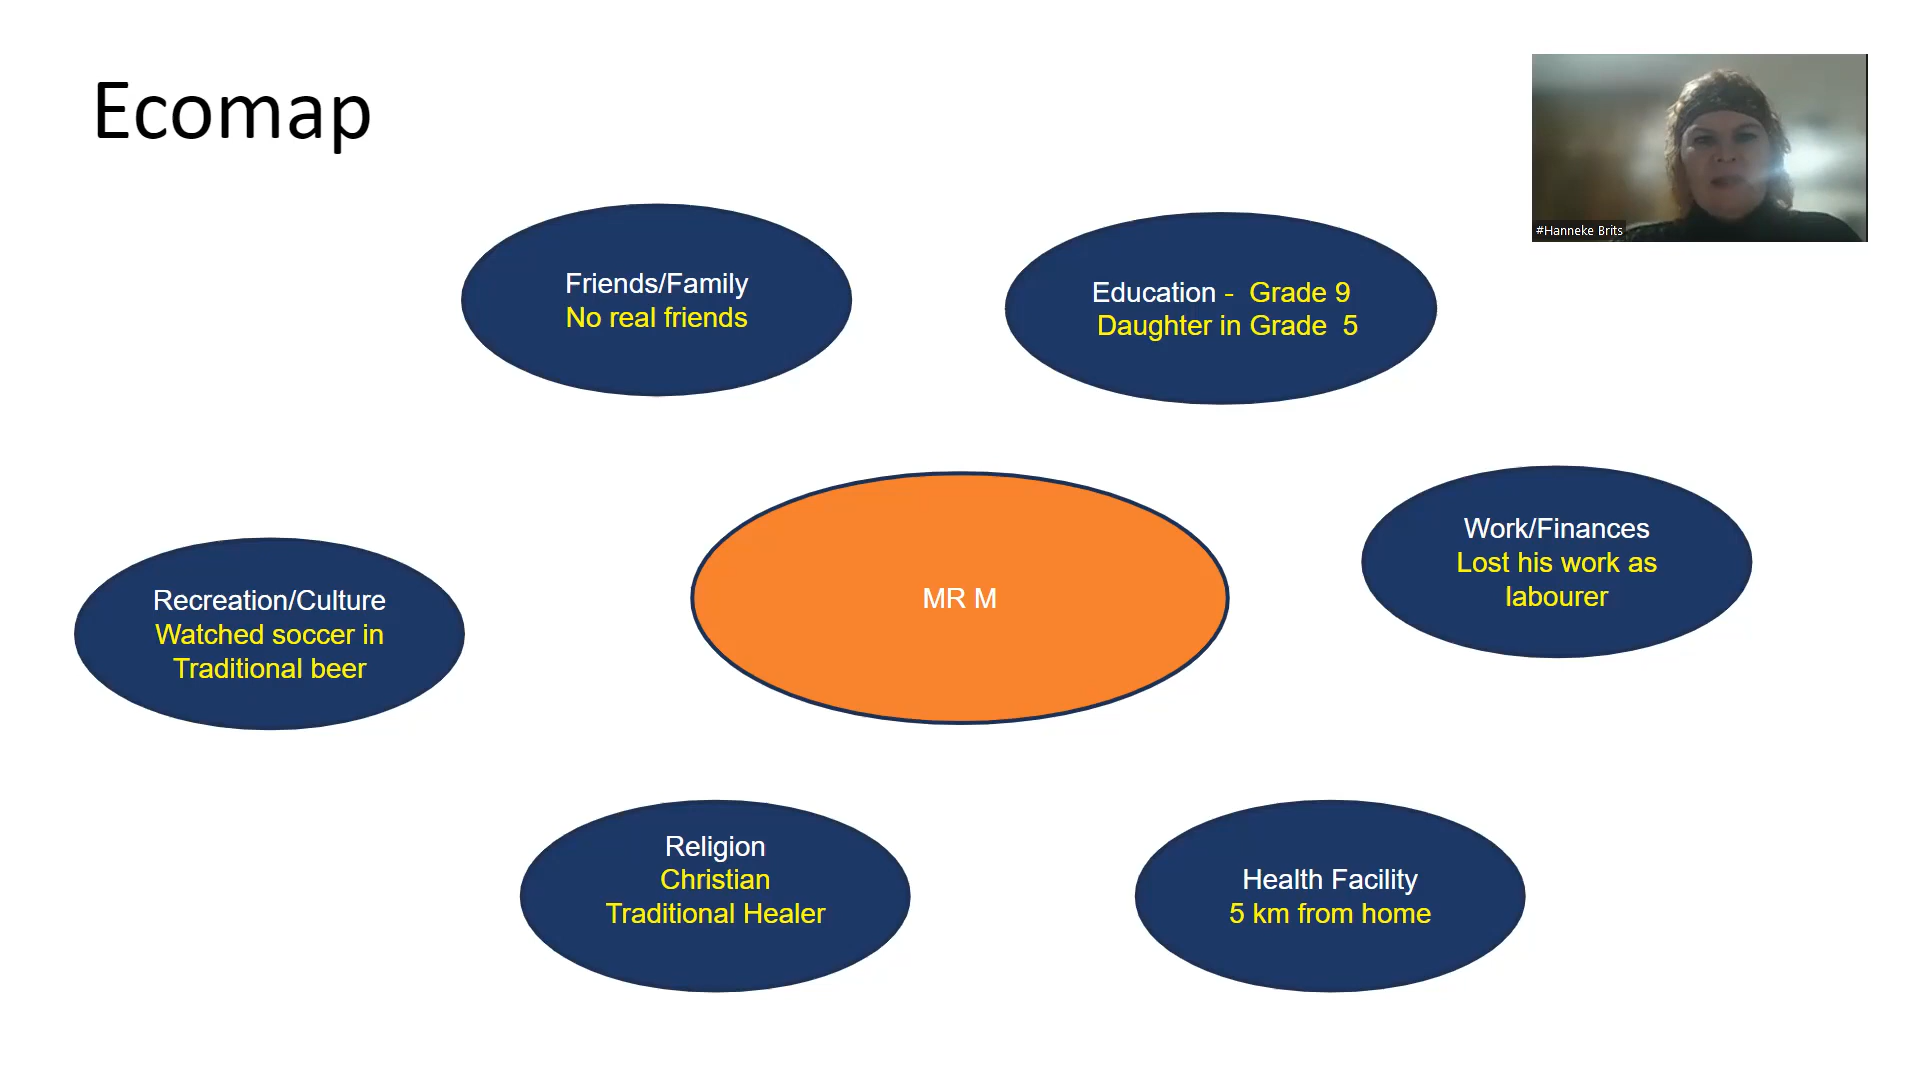 Ecomap
#Hanneke Brits
Friends/Family
No real friends
Education - Grade 9
Daughter in Grade 5
Work/Finances
Lost his work as
labourer
MR M
Recreation/Culture
Watched soccer in
Traditional beer
Religion
Christian
Traditional Healer
Health Facility
5 km from home